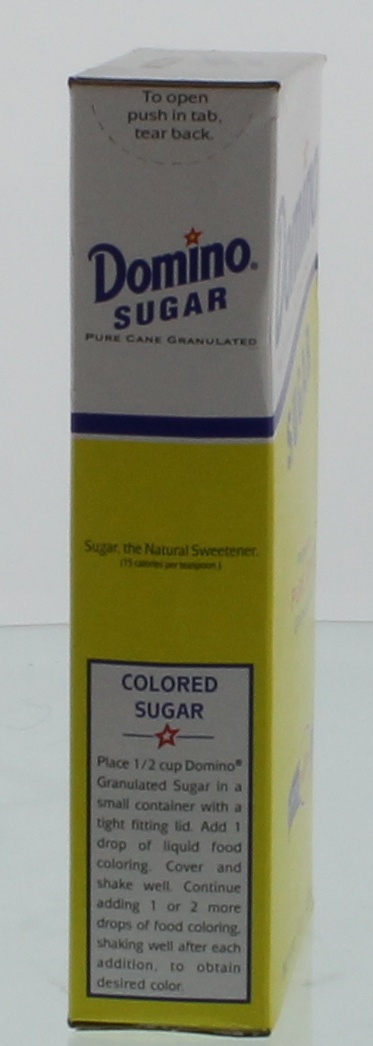 To open
push in tab,
tear back.
Domino®
SUGAR
PURE CANE GRANULATED
Sugar, the Natural Sweetener.
(15 calories per teaspoon.)
COLORED
SUGAR
Place 1/2 cup Domino®
Granulated Sugar in a
small container with a
tight fitting lid. Add 1
drop of liquid food
coloring. Cover and
shake well. Continue
adding 1 or 2 more
drops of food coloring,
shaking well after each
addition, to obtain
desired color.
Domino
SUGAR